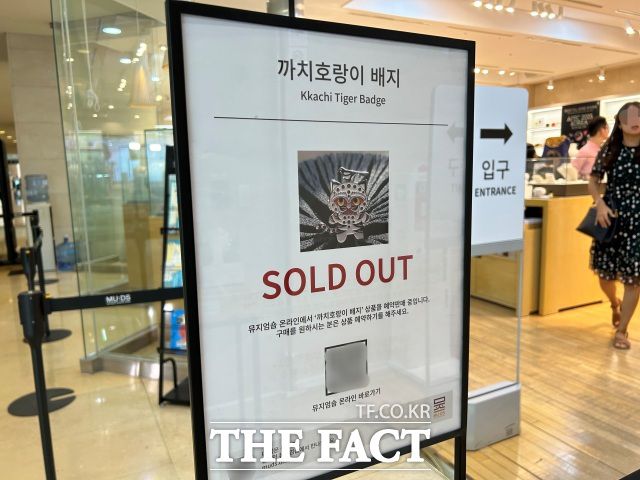 까치호랑이 배지
Kkachi Tiger Badge
SOLD OUT
뮤지엄숍 온라인에서 '까치호랑이 배지' 상품을 예약판매 중입니다.
구매를 원하시는 분은 상품 예약하기를 해주세요.
뮤지엄숍 온라인 바로가기
입구
ENTRANCE
MU:DS
TF.CO.KR
THE FACT